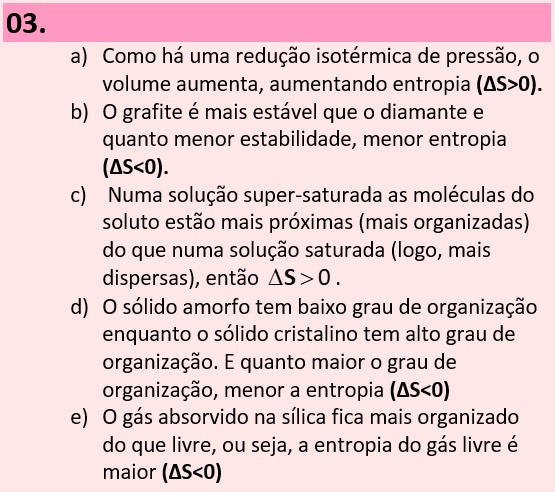 03.
a) Como há uma redução isotérmica de pressão, o
volume aumenta, aumentando entropia (ΔS>0).
b) O grafite é mais estável que o diamante e
quanto menor estabilidade, menor entropia
(ΔS<0).
c) Numa solução super-saturada as moléculas do
soluto estão mais próximas (mais organizadas)
do que numa solução saturada (logo, mais
dispersas), então ΔS > 0 .
d) O sólido amorfo tem baixo grau de organização
enquanto o sólido cristalino tem alto grau de
organização. E quanto maior o grau de
organização, menor a entropia (ΔS<0)
e) O gás absorvido na sílica fica mais organizado
do que livre, ou seja, a entropia do gás livre é
maior (ΔS<0)